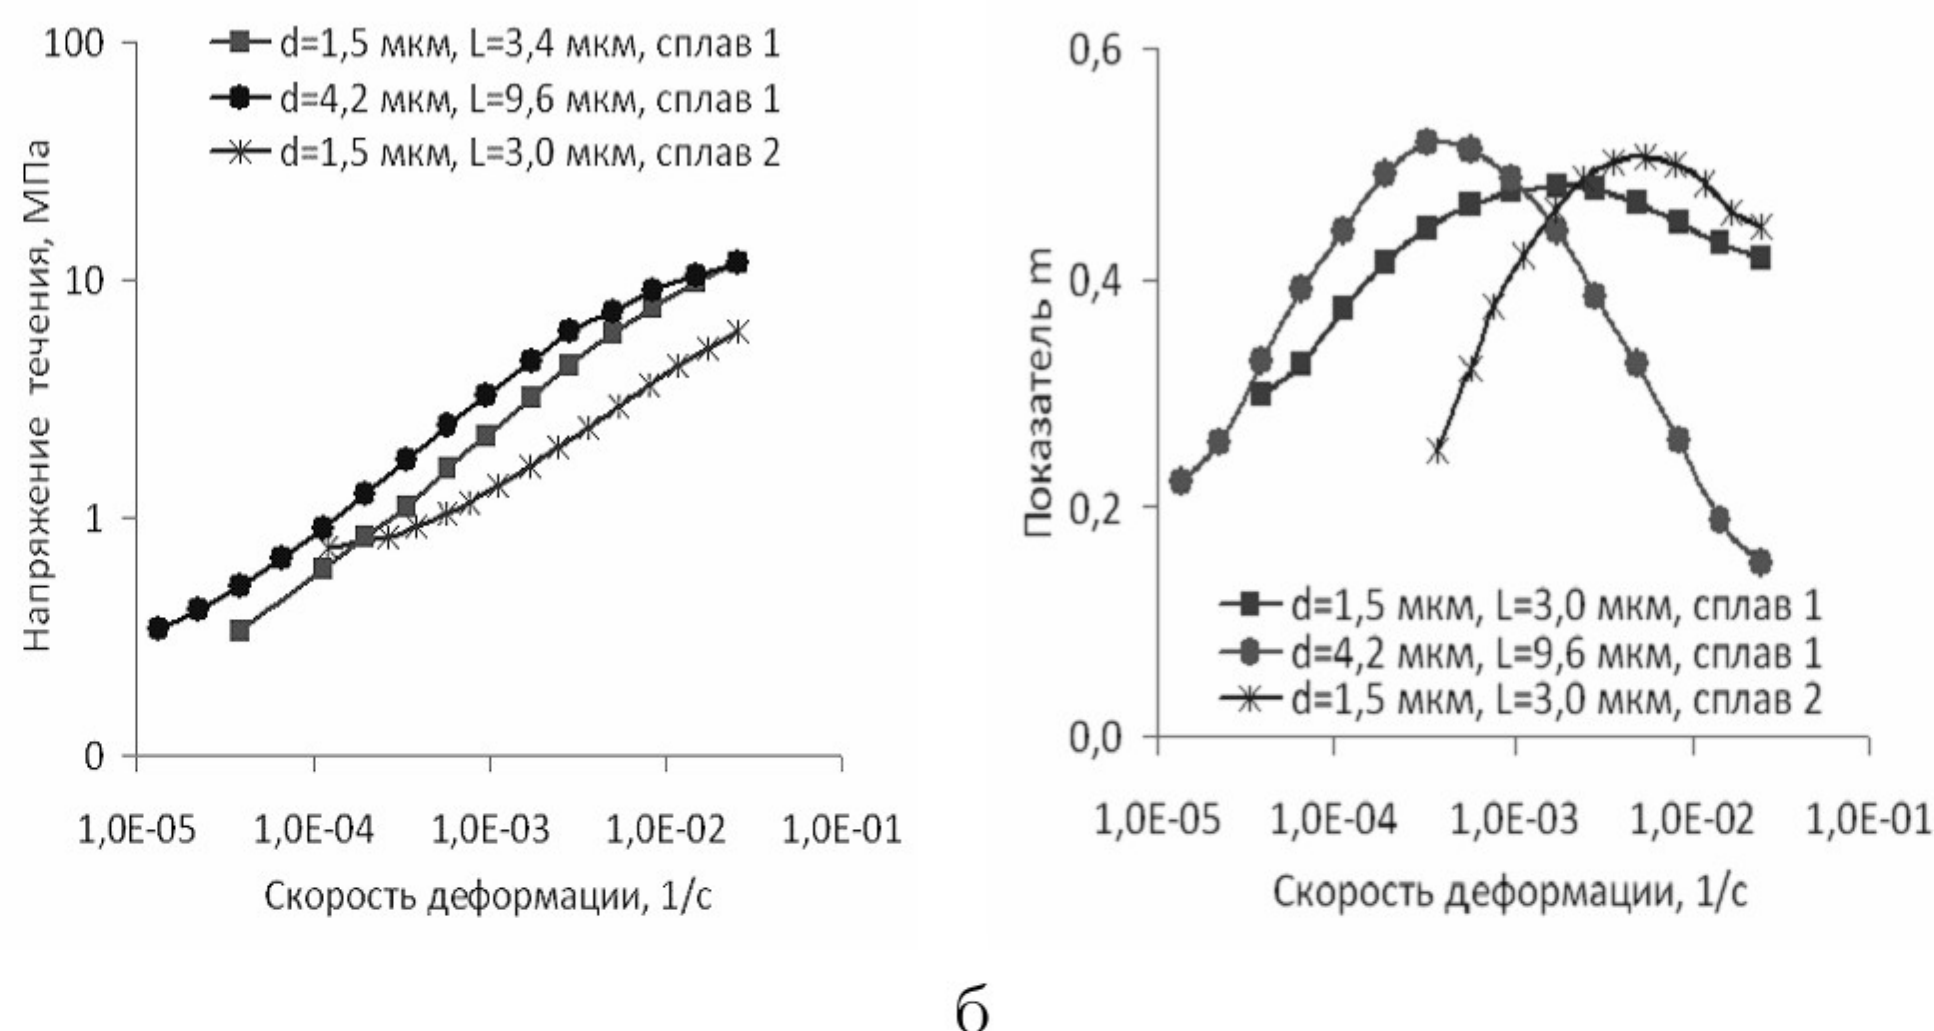 100
10
1
0
Напряжение течения, МПа
d=1,5 мкм, L=3,4 мкм, сплав 1
d=4,2 мкм, L=9,6 мкм, сплав 1
d=1,5 мкм, L=3,0 мкм, сплав 2
1,0E-05 1,0E-04 1,0E-03 1,0E-02 1,0E-01
Скорость деформации, 1/с
0,6
0,4
0,2
0,0
Показатель m
d=1,5 мкм, L=3,0 мкм, сплав 1
d=4,2 мкм, L=9,6 мкм, сплав 1
d=1,5 мкм, L=3,0 мкм, сплав 2
1,0E-05 1,0E-04 1,0E-03 1,0E-02 1,0E-01
Скорость деформации, 1/с
б